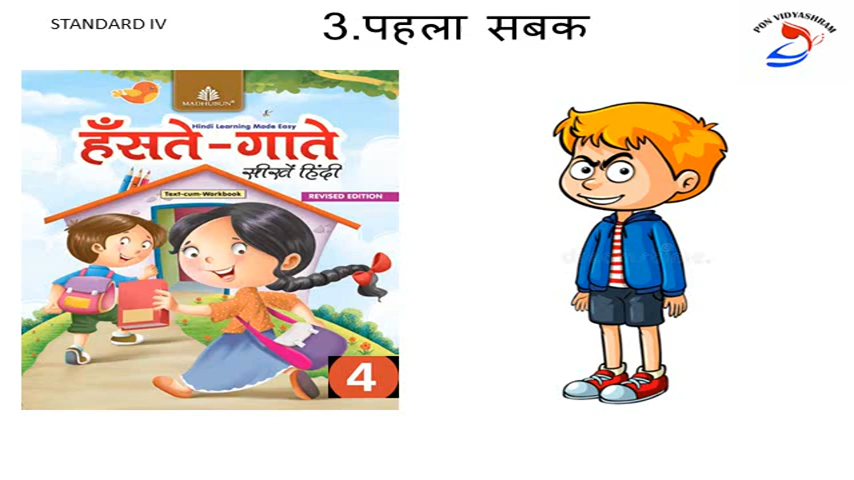 STANDARD IV
3.पहला सबक
PON VIDYASHRAM
MADHUBUN
Hindi Learning Made Easy
हँसते-गाते
सीखें हिंदी
Text-cum-Workbook
REVISED EDITION
4